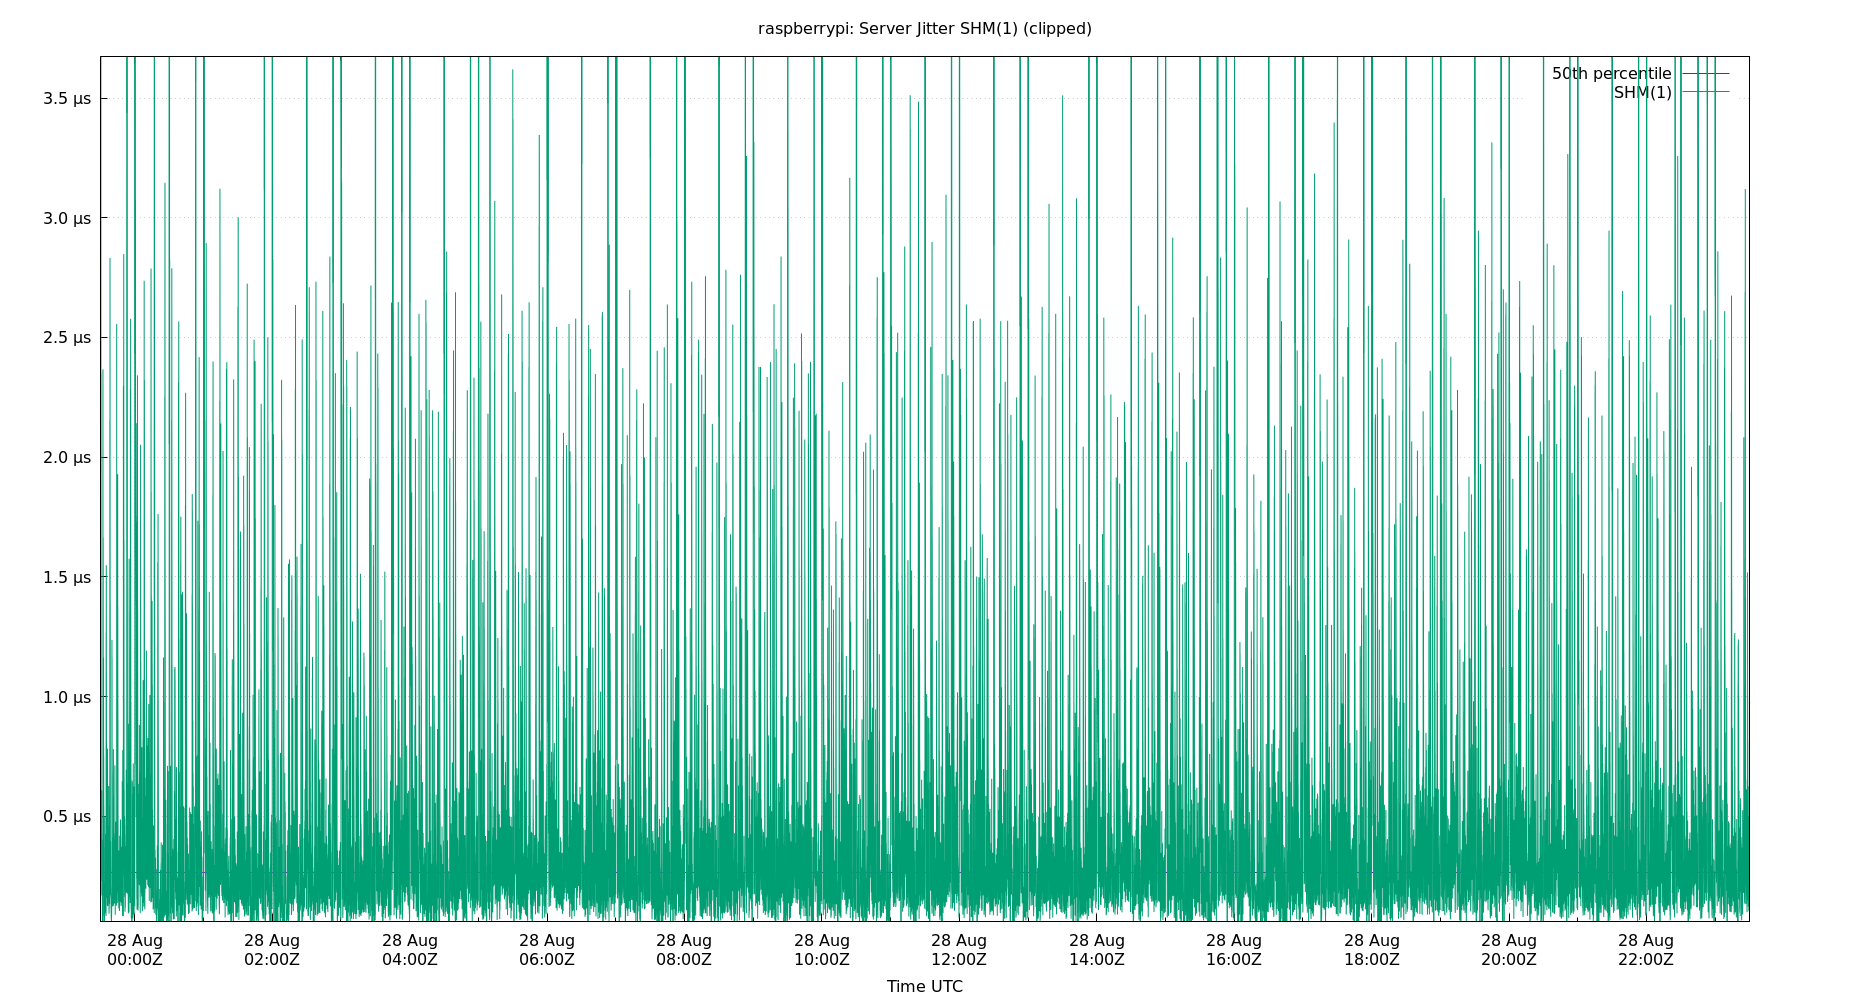 raspberrypi: Server Jitter SHM(1) (clipped)
50th percentile
SHM(1)
3.5 µs
3.0 µs
2.5 µs
2.0 µs
1.5 µs
1.0 µs
0.5 µs
28 Aug 28 Aug 28 Aug 28 Aug 28 Aug 28 Aug 28 Aug 28 Aug 28 Aug 28 Aug 28 Aug 28 Aug
00:00Z 02:00Z 04:00Z 06:00Z 08:00Z 10:00Z 12:00Z 14:00Z 16:00Z 18:00Z 20:00Z 22:00Z
Time UTC